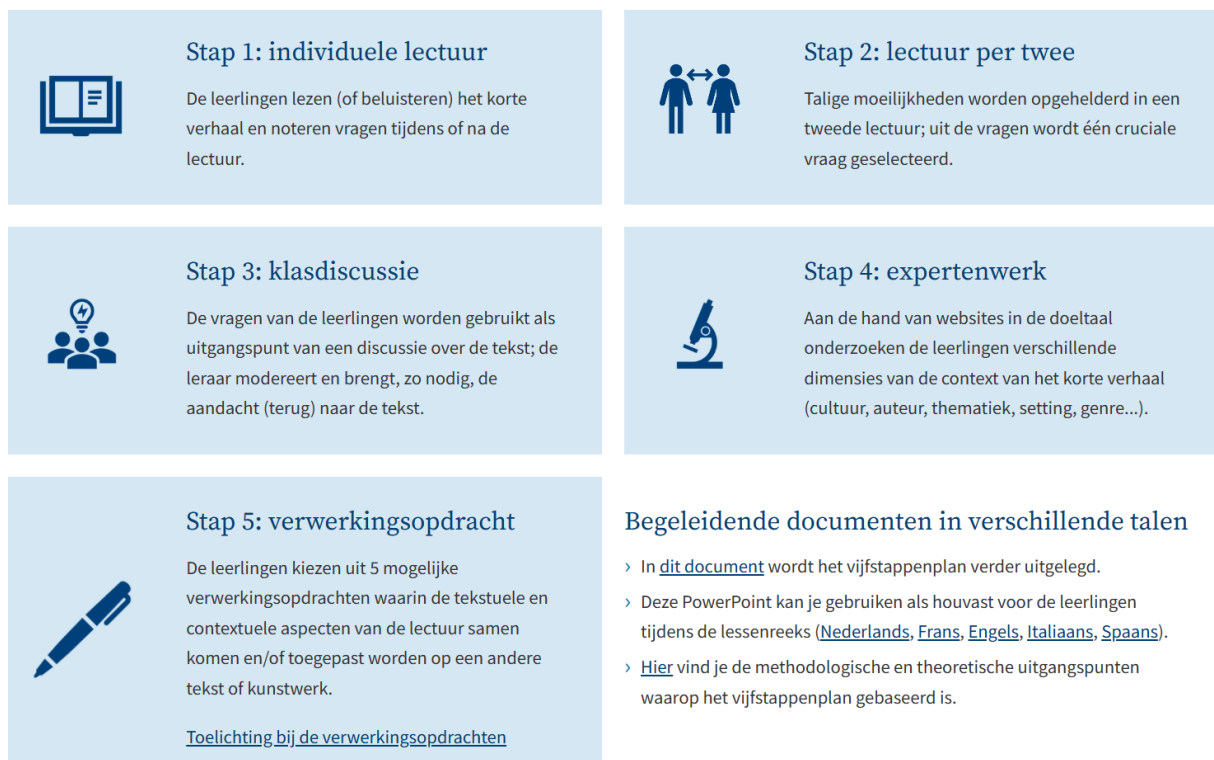 Stap 1: individuele lectuur
De leerlingen lezen (of beluisteren) het korte
verhaal en noteren vragen tijdens of na de
lectuur.
Stap 2: lectuur per twee
Talige moeilijkheden worden opgehelderd in een
tweede lectuur; uit de vragen wordt één cruciale
vraag geselecteerd.
Stap 3: klasdiscussie
De vragen van de leerlingen worden gebruikt als
uitgangspunt van een discussie over de tekst; de
leraar modereert en brengt, zo nodig, de
aandacht (terug) naar de tekst.
Stap 4: expertenwerk
Aan de hand van websites in de doeltaal
onderzoeken de leerlingen verschillende
dimensies van de context van het korte verhaal
(cultuur, auteur, thematiek, setting, genre...).
Stap 5: verwerkingsopdracht
De leerlingen kiezen uit 5 mogelijke
verwerkingsopdrachten waarin de tekstuele en
contextuele aspecten van de lectuur samen
komen en/of toegepast worden op een andere
tekst of kunstwerk.
Toelichting bij de verwerkingsopdrachten
Begeleidende documenten in verschillende talen
› In dit document wordt het vijfstappenplan verder uitgelegd.
› Deze PowerPoint kan je gebruiken als houvast voor de leerlingen
tijdens de lessenreeks (Nederlands, Frans, Engels, Italiaans, Spaans).
› Hier vind je de methodologische en theoretische uitgangspunten
waarop het vijfstappenplan gebaseerd is.